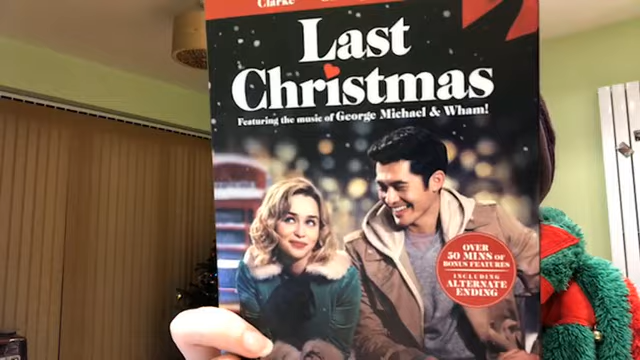 Clarke
Last
Christmas
Featuring the music of George Michael & Wham!
OVER
50 MINS OF
BONUS FEATURES
INCLUDING
ALTERNATE
ENDING